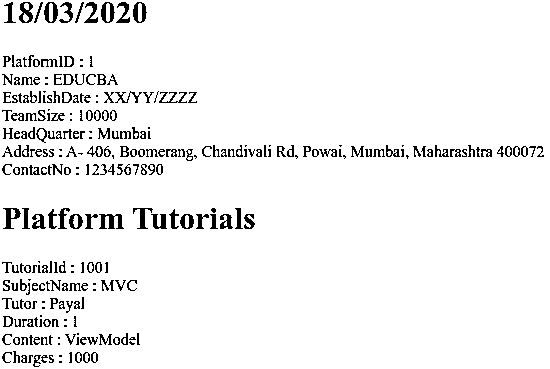 18/03/2020
PlatformID : 1
Name : EDUCBA
EstablishDate : XX/YY/ZZZZ
TeamSize : 10000
HeadQuarter : Mumbai
Address : A- 406, Boomerang, Chandivali Rd, Powai, Mumbai, Maharashtra 400072
ContactNo : 1234567890
Platform Tutorials
TutorialId : 1001
SubjectName : MVC
Tutor : Payal
Duration : 1
Content : ViewModel
Charges : 1000